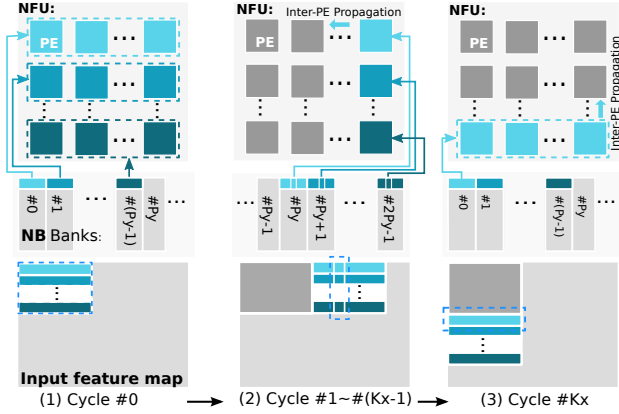 NFU:
PE
...
...
...
#0
#1
...
#(Py-1)
#Py
...
NB Banks:
Input feature map
(1) Cycle #0
NFU:
Inter-PE Propagation
PE
...
...
...
...
#Py-1
#Py
#Py+1
...
#2Py-1
(2) Cycle #1~#(Kx-1)
NFU:
PE
...
...
...
Inter-PE Propagation
#0
#1
...
#(Py-1)
#Py
...
(3) Cycle #Kx